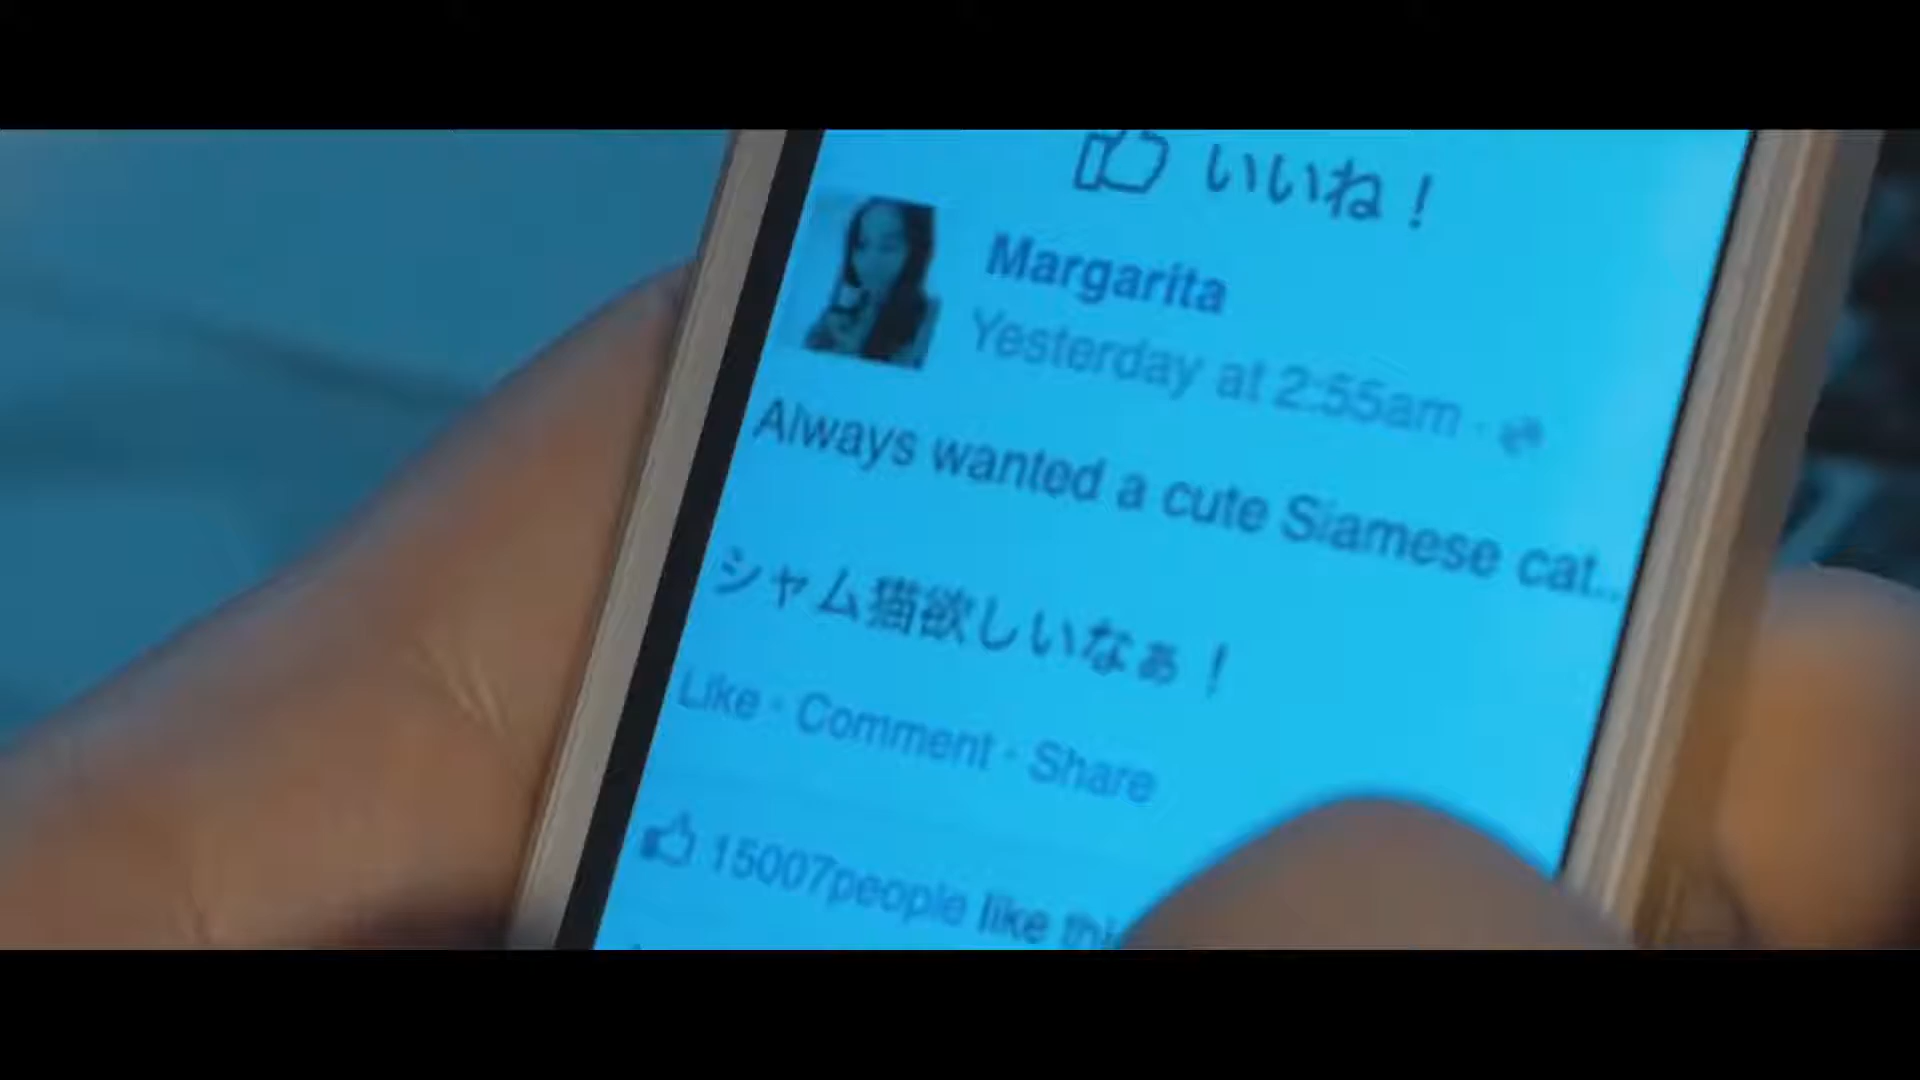 いいね！
Margarita
Yesterday at 2:55am ·
Always wanted a cute Siamese cat..
シャム猫欲しいなぁ！
Like · Comment · Share
15007people like